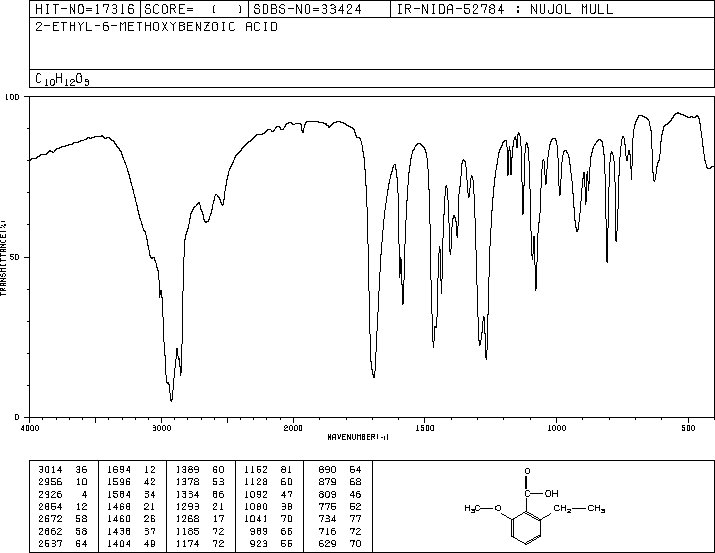 HIT-NO=17316 SCORE= ( ) SDBS-NO=33424 IR-NIDA-52784 : NUJOL MULL
2-ETHYL-6-METHOXYBENZOIC ACID
C10H12O3
100
50
0
TRANSMITTANCE(%)
4000 3000 2000 1500 1000 500
WAVENUMBER(-1)
3014 36 1694 12 1389 60 1152 81 890 64
2956 10 1596 42 1378 53 1128 60 879 68
2926 4 1584 34 1334 86 1092 47 809 46
2854 12 1468 21 1293 21 1080 38 775 52
2672 58 1460 26 1268 17 1041 70 734 77
2662 58 1438 37 1185 72 989 66 716 72
2537 64 1404 49 1174 72 923 55 629 70
O
C—OH
H3C—O CH2—CH3